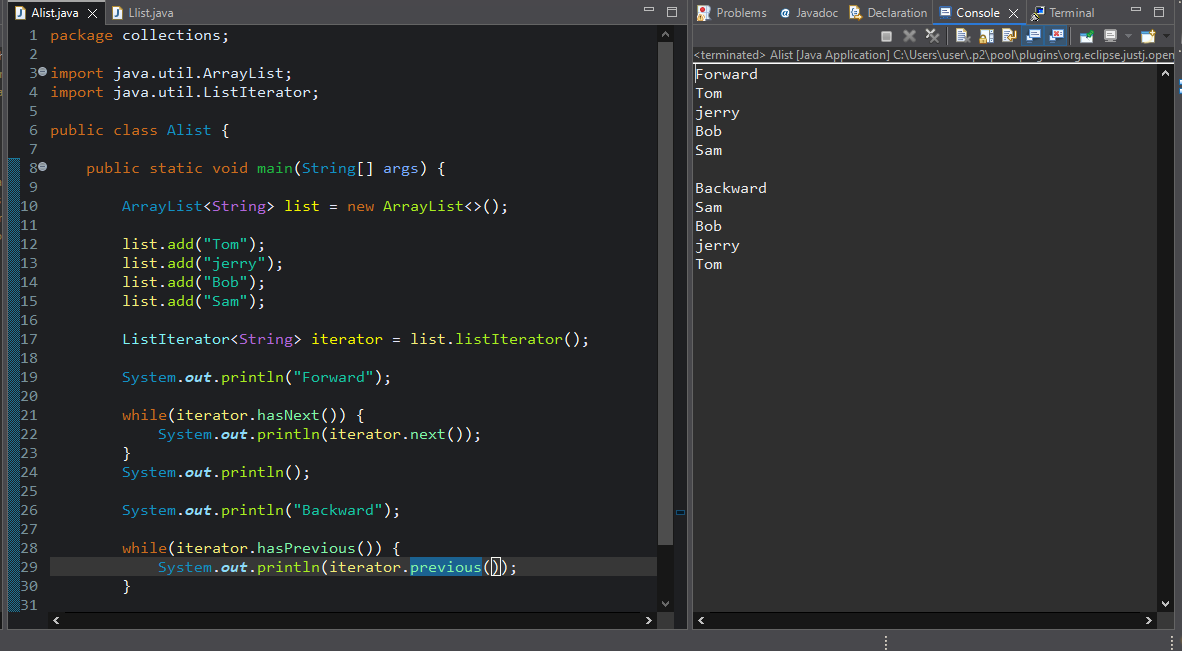 Alist.java Llist.java
1 package collections;
2
3 import java.util.ArrayList;
4 import java.util.ListIterator;
5
6 public class Alist {
7
8 public static void main(String[] args) {
9
10 ArrayList<String> list = new ArrayList<>();
11
12 list.add("Tom");
13 list.add("jerry");
14 list.add("Bob");
15 list.add("Sam");
16
17 ListIterator<String> iterator = list.listIterator();
18
19 System.out.println("Forward");
20
21 while(iterator.hasNext()) {
22 System.out.println(iterator.next());
23 }
24 System.out.println();
25
26 System.out.println("Backward");
27
28 while(iterator.hasPrevious()) {
29 System.out.println(iterator.previous());
30 }
31
Problems @ Javadoc Declaration Console Terminal
<terminated> Alist [Java Application] C:\Users\user\.p2\pool\plugins\org.eclipse.justj.open
Forward
Tom
jerry
Bob
Sam

Backward
Sam
Bob
jerry
Tom